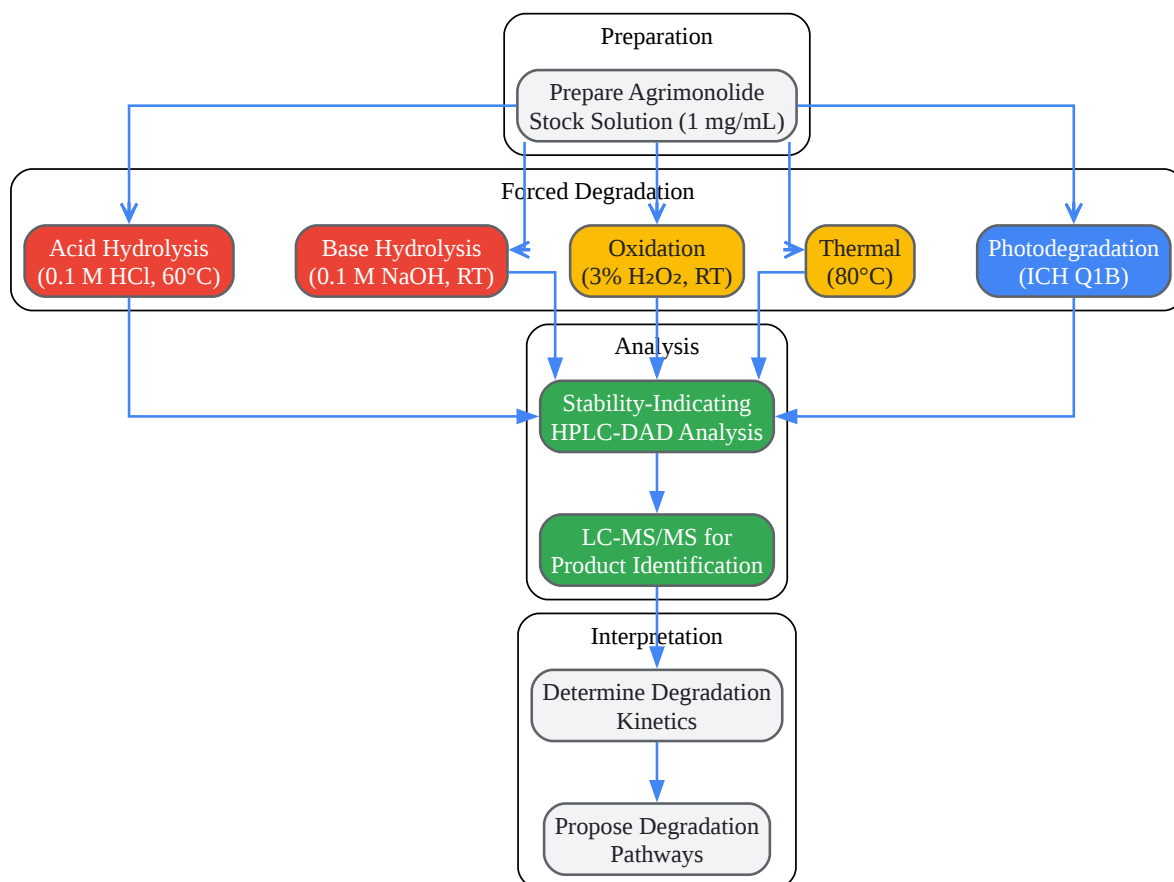 Preparation
Prepare Agrimonolide
Stock Solution (1 mg/mL)
Forced Degradation
Acid Hydrolysis
(0.1 M HCl, 60°C)
Base Hydrolysis
(0.1 M NaOH, RT)
Oxidation
(3% H₂O₂, RT)
Thermal
(80°C)
Photodegradation
(ICH Q1B)
Analysis
Stability-Indicating
HPLC-DAD Analysis
LC-MS/MS for
Product Identification
Interpretation
Determine Degradation
Kinetics
Propose Degradation
Pathways